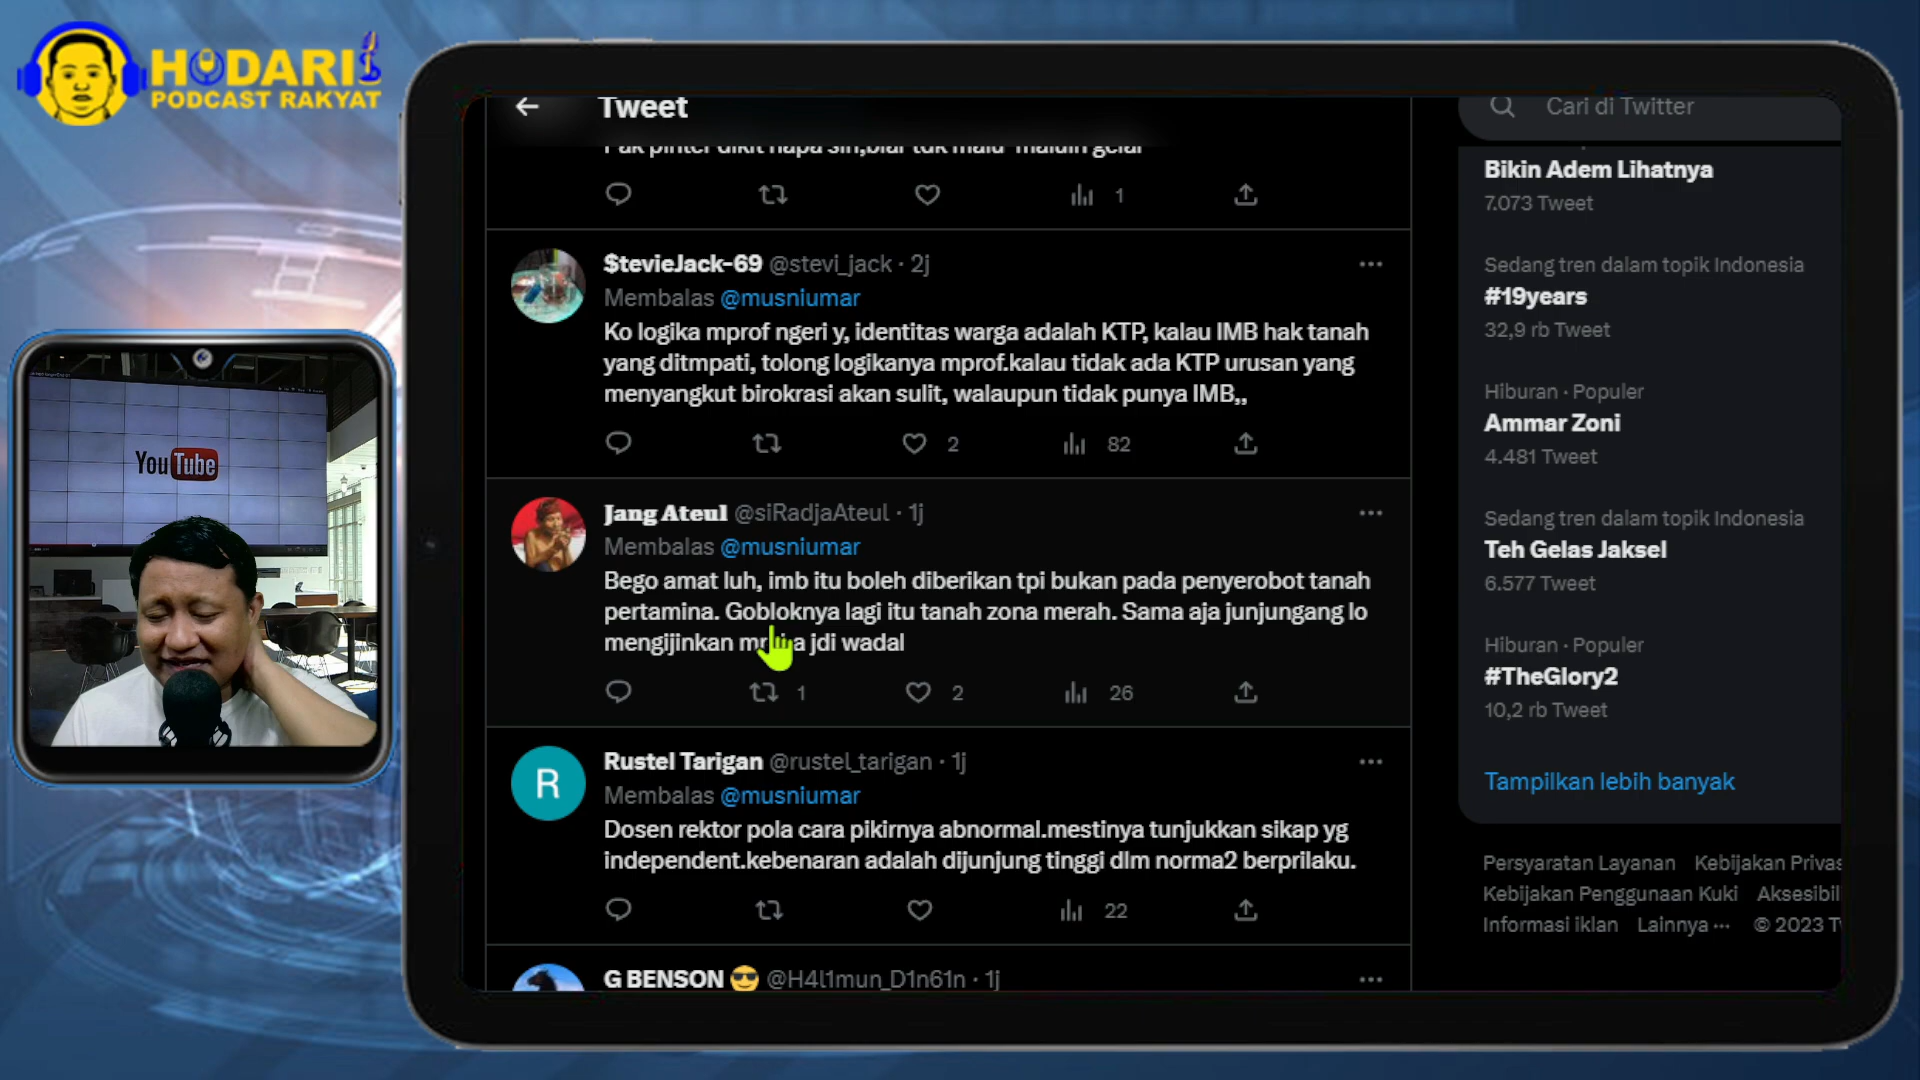 HODARI
PODCAST RAKYAT
YouTube
Tweet
Pak pinter dikit napa sih,biar tdk malu-maluin gelar
1
$tevieJack-69 @stevi_jack · 2j
Membalas @musniumar
Ko logika mprof ngeri y, identitas warga adalah KTP, kalau IMB hak tanah
yang ditmpati, tolong logikanya mprof.kalau tidak ada KTP urusan yang
menyangkut birokrasi akan sulit, walaupun tidak punya IMB,,
2 82
Jang Ateul @siRadjaAteul · 1j
Membalas @musniumar
Bego amat luh, imb itu boleh diberikan tpi bukan pada penyerobot tanah
pertamina. Gobloknya lagi itu tanah zona merah. Sama aja junjungang lo
mengijinkan jdi wadal
1 2 26
Rustel Tarigan @rustel_tarigan · 1j
Membalas @musniumar
Dosen rektor pola cara pikirnya abnormal.mestinya tunjukkan sikap yg
independent.kebenaran adalah dijunjung tinggi dlm norma2 berprilaku.
22
R
G BENSON 😎 @H4l1mun_D1n61n · 1j
Cari di Twitter
Bikin Adem Lihatnya
7.073 Tweet
Sedang tren dalam topik Indonesia
#19years
32,9 rb Tweet
Hiburan · Populer
Ammar Zoni
4.481 Tweet
Sedang tren dalam topik Indonesia
Teh Gelas Jaksel
6.577 Tweet
Hiburan · Populer
#TheGlory2
10,2 rb Tweet
Tampilkan lebih banyak
Persyaratan Layanan Kebijakan Privas
Kebijakan Penggunaan Kuki Aksesibil
Informasi iklan Lainnya ··· © 2023 T